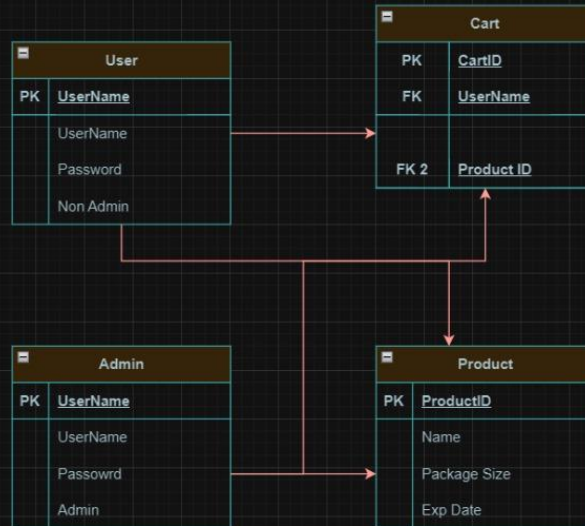 User
PK UserName
UserName
Password
Non Admin
Cart
PK CartID
FK UserName
FK 2 Product ID
Admin
PK UserName
UserName
Passowrd
Admin
Product
PK ProductID
Name
Package Size
Exp Date